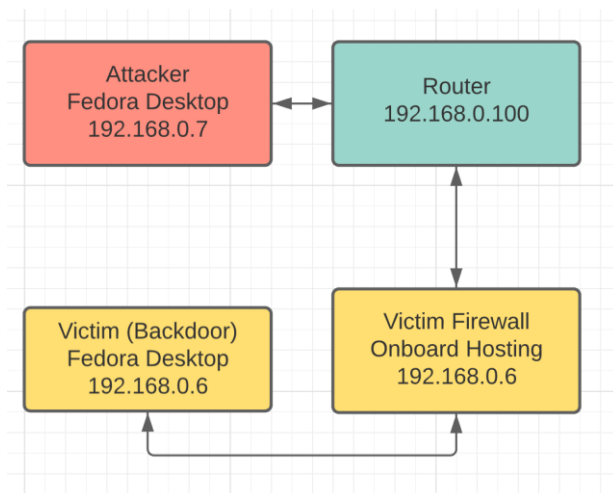 Attacker
Fedora Desktop
192.168.0.7
Router
192.168.0.100
Victim (Backdoor)
Fedora Desktop
192.168.0.6
Victim Firewall
Onboard Hosting
192.168.0.6